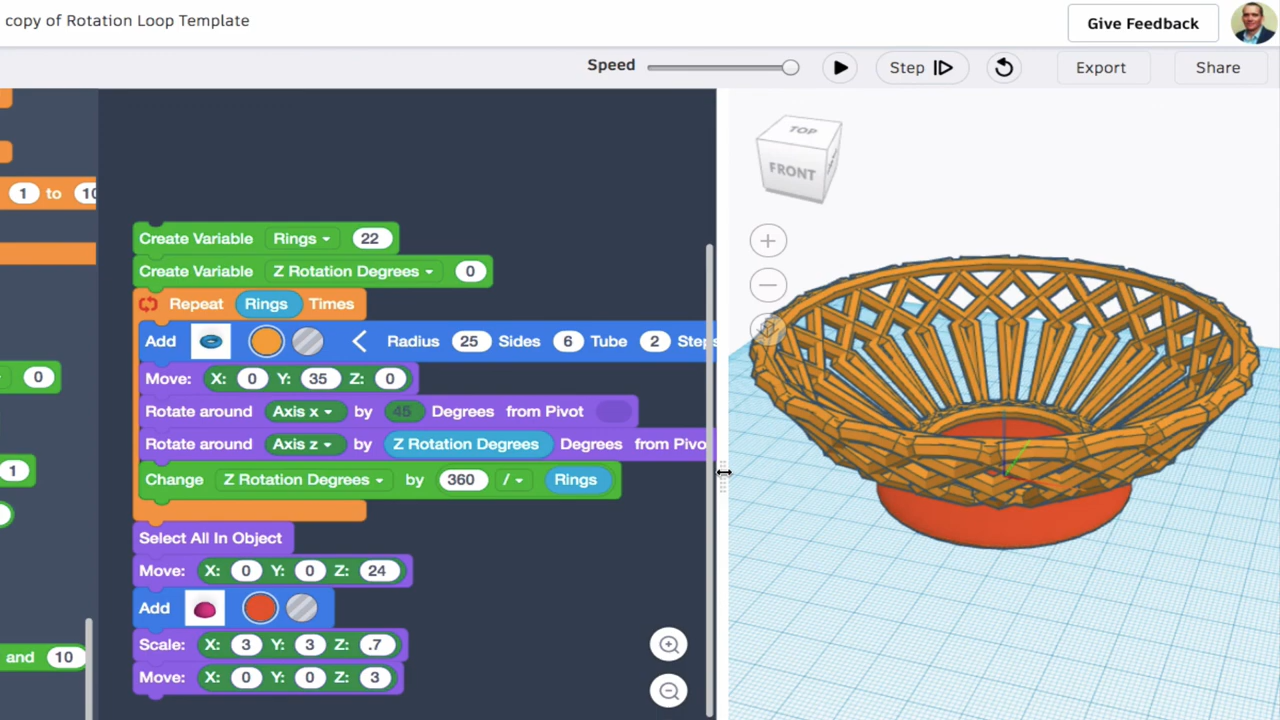 copy of Rotation Loop Template
Give Feedback
Speed
Step
Export
Share
1 to
TOP
FRONT
Create Variable Rings 22
Create Variable Z Rotation Degrees 0
Repeat Rings Times
Add Radius 25 Sides 6 Tube 2 Steps
0
Move: X: 0 Y: 35 Z: 0
Rotate around Axis x by 45 Degrees from Pivot
Rotate around Axis z by Z Rotation Degrees Degrees from Pivo
1
Change Z Rotation Degrees by 360 / Rings
Select All In Object
Move: X: 0 Y: 0 Z: 24
Add
Scale: X: 3 Y: 3 Z: .7
and 10
Move: X: 0 Y: 0 Z: 3